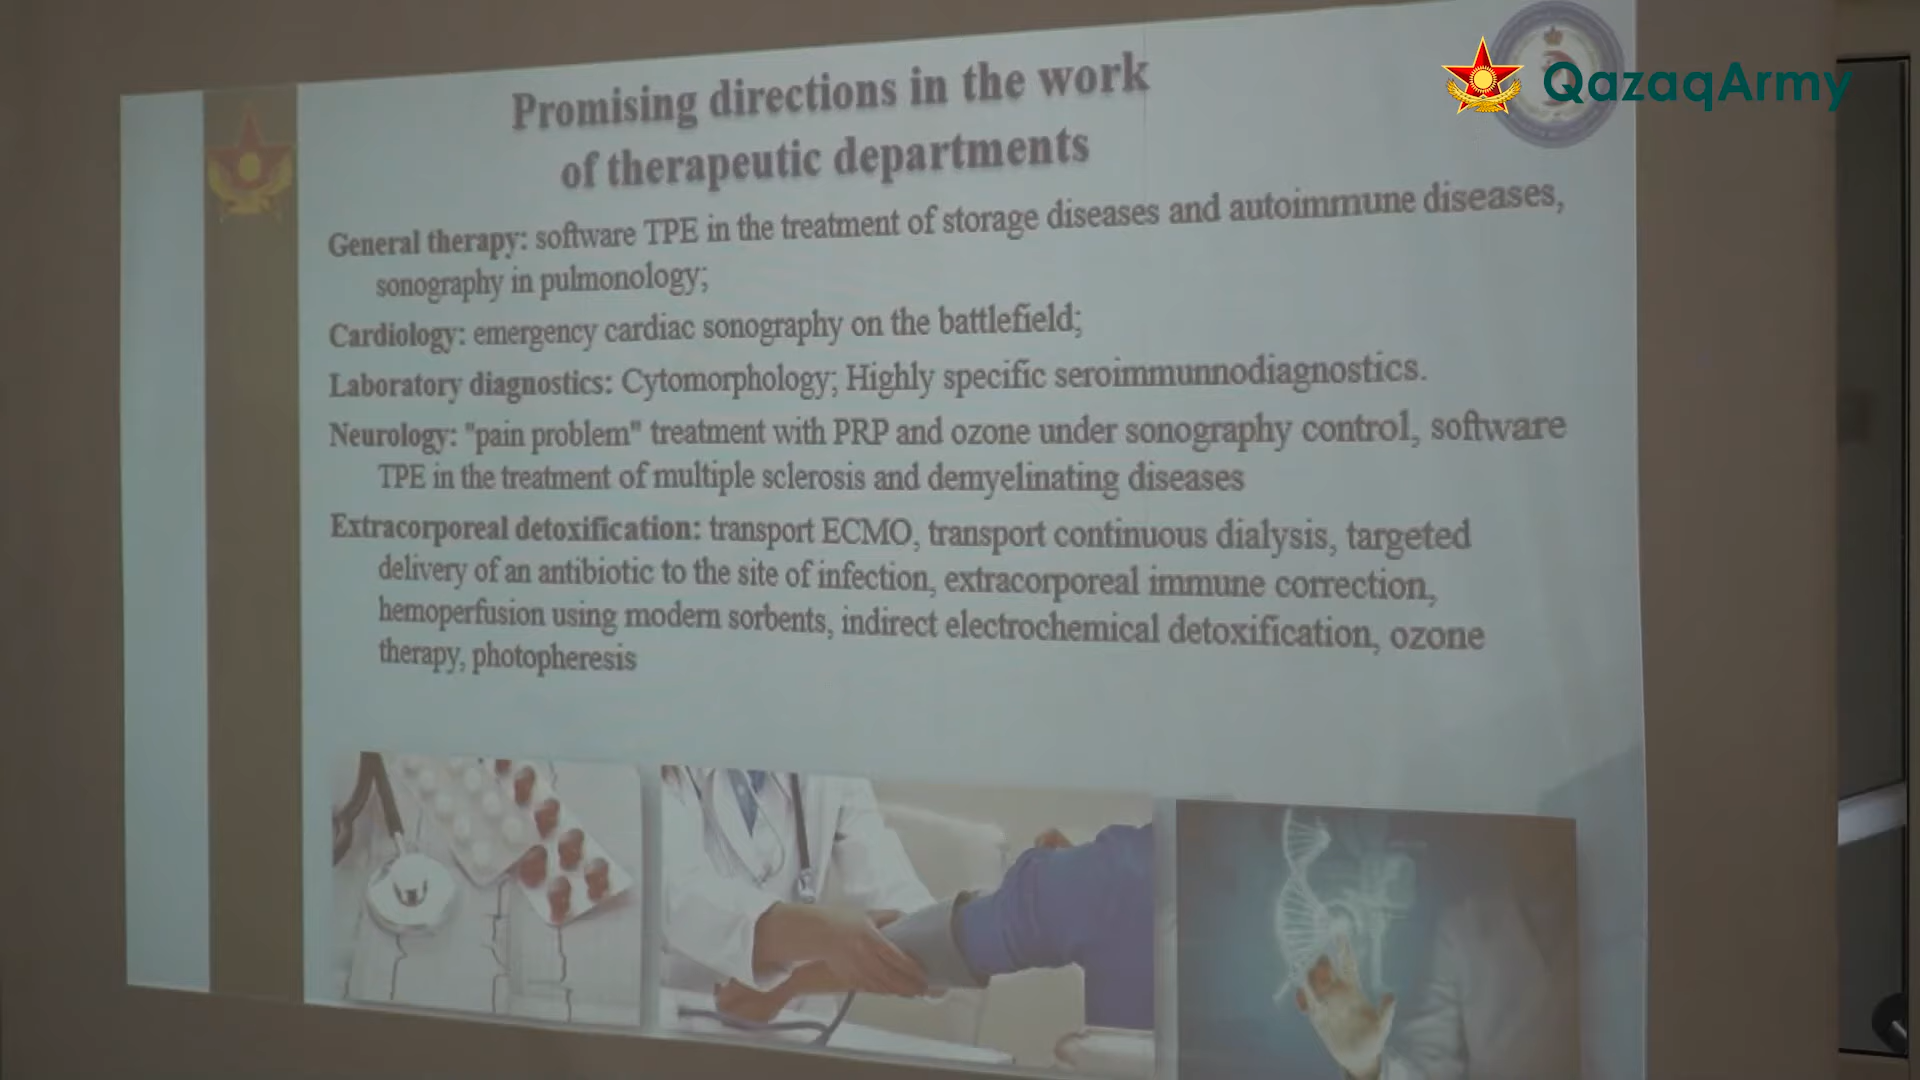 QazaqArmy
Promising directions in the work
of therapeutic departments
General therapy: software TPE in the treatment of storage diseases and autoimmune diseases,
sonography in pulmonology;
Cardiology: emergency cardiac sonography on the battlefield;
Laboratory diagnostics: Cytomorphology; Highly specific seroimmunnodiagnostics.
Neurology: "pain problem" treatment with PRP and ozone under sonography control, software
TPE in the treatment of multiple sclerosis and demyelinating diseases
Extracorporeal detoxification: transport ECMO, transport continuous dialysis, targeted
delivery of an antibiotic to the site of infection, extracorporeal immune correction,
hemoperfusion using modern sorbents, indirect electrochemical detoxification, ozone
therapy, photopheresis